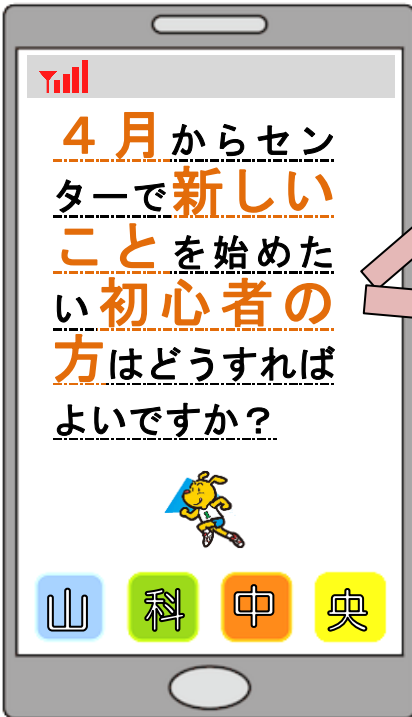 ４月からセン
ターで新しい
ことを始めた
い初心者の
方はどうすれば
よいですか？
山 科 中 央